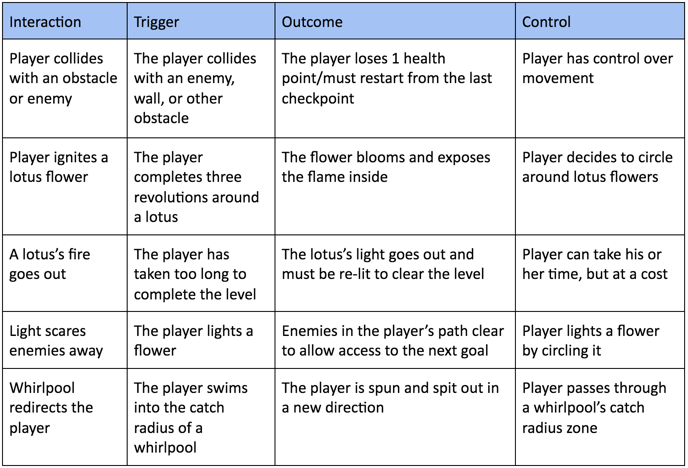 Interaction
Trigger
Outcome
Control
Player collides
with an obstacle
or enemy
The player collides
with an enemy,
wall, or other
obstacle
The player loses 1 health
point/must restart from the last
checkpoint
Player has control over
movement
Player ignites a
lotus flower
The player
completes three
revolutions around
a lotus
The flower blooms and exposes
the flame inside
Player decides to circle
around lotus flowers
A lotus’s fire
goes out
The player has
taken too long to
complete the level
The lotus’s light goes out and
must be re-lit to clear the level
Player can take his or
her time, but at a cost
Light scares
enemies away
The player lights a
flower
Enemies in the player’s path clear
to allow access to the next goal
Player lights a flower
by circling it
Whirlpool
redirects the
player
The player swims
into the catch
radius of a
whirlpool
The player is spun and spit out in
a new direction
Player passes through
a whirlpool’s catch
radius zone